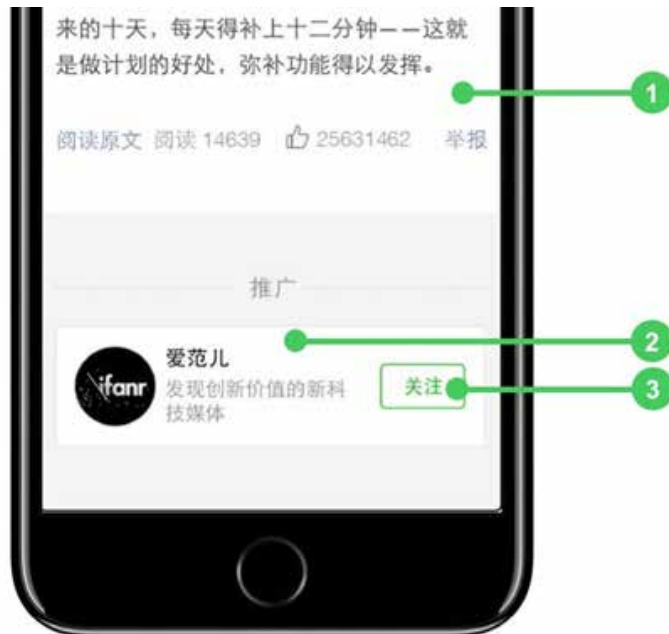 来的十天，每天得补上十二分钟——这就
是做计划的好处，弥补功能得以发挥。
1
阅读原文 阅读 14639 25631462 举报
推广
2
爱范儿
ifanr
发现创新价值的新科
技媒体
关注
3